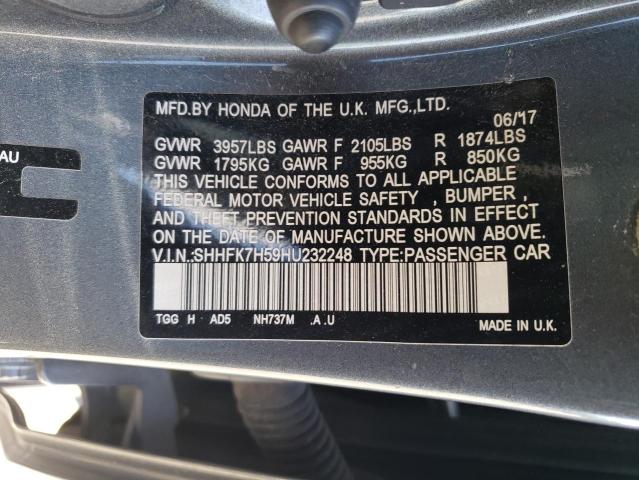 MFD.BY HONDA OF THE U.K. MFG.,LTD. 06/17
GVWR 3957LBS GAWR F 2105LBS R 1874LBS
GVWR 1795KG GAWR F 955KG R 850KG
THIS VEHICLE CONFORMS TO ALL APPLICABLE
FEDERAL MOTOR VEHICLE SAFETY , BUMPER ,
AND THEFT PREVENTION STANDARDS IN EFFECT
ON THE DATE OF MANUFACTURE SHOWN ABOVE.
V.I.N.:SHHFK7H59HU232248 TYPE:PASSENGER CAR
TGG H AD5 NH737M .A .U
MADE IN U.K.
AU